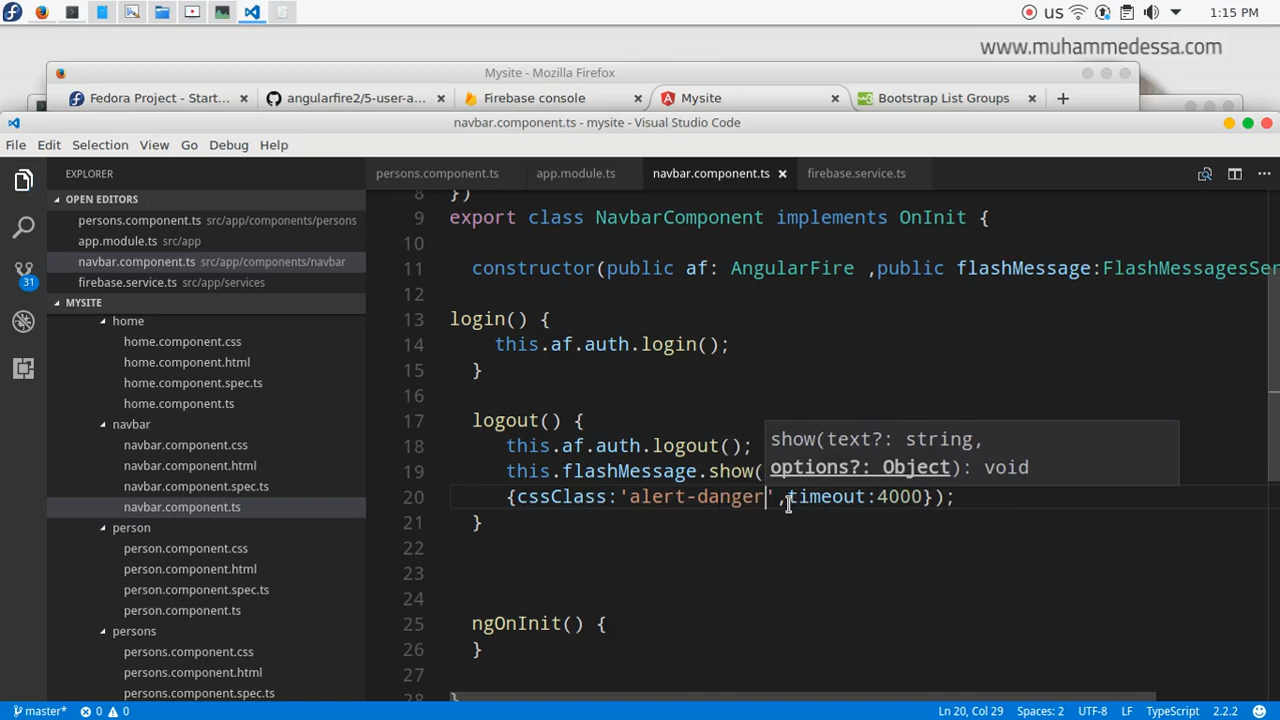 us
1:15 PM
www.muhammedessa.com
Mysite - Mozilla Firefox
Fedora Project - Start...
angularfire2/5-user-a...
Firebase console
Mysite
Bootstrap List Groups
navbar.component.ts - mysite - Visual Studio Code
File Edit Selection View Go Debug Help
EXPLORER
persons.component.ts
app.module.ts
navbar.component.ts
firebase.service.ts
OPEN EDITORS
persons.component.ts src/app/components/persons
app.module.ts src/app
navbar.component.ts src/app/components/navbar
firebase.service.ts src/app/services
31
MYSITE
home
home.component.css
home.component.html
home.component.spec.ts
home.component.ts
navbar
navbar.component.css
navbar.component.html
navbar.component.spec.ts
navbar.component.ts
person
person.component.css
person.component.html
person.component.spec.ts
person.component.ts
persons
persons.component.css
persons.component.html
persons.component.spec.ts
8 })
9 export class NavbarComponent implements OnInit {
10
11 constructor(public af: AngularFire ,public flashMessage:FlashMessagesSer
12
13 login() {
14 this.af.auth.login();
15 }
16
17 logout() {
18 this.af.auth.logout();
19 this.flashMessage.show(
show(text?: string,
options?: Object): void
20 {cssClass:'alert-danger',timeout:4000});
21 }
22
23
24
25 ngOnInit() {
26 }
27
28 }
master* 0 0
Ln 20, Col 29 Spaces: 2 UTF-8 LF TypeScript 2.2.2